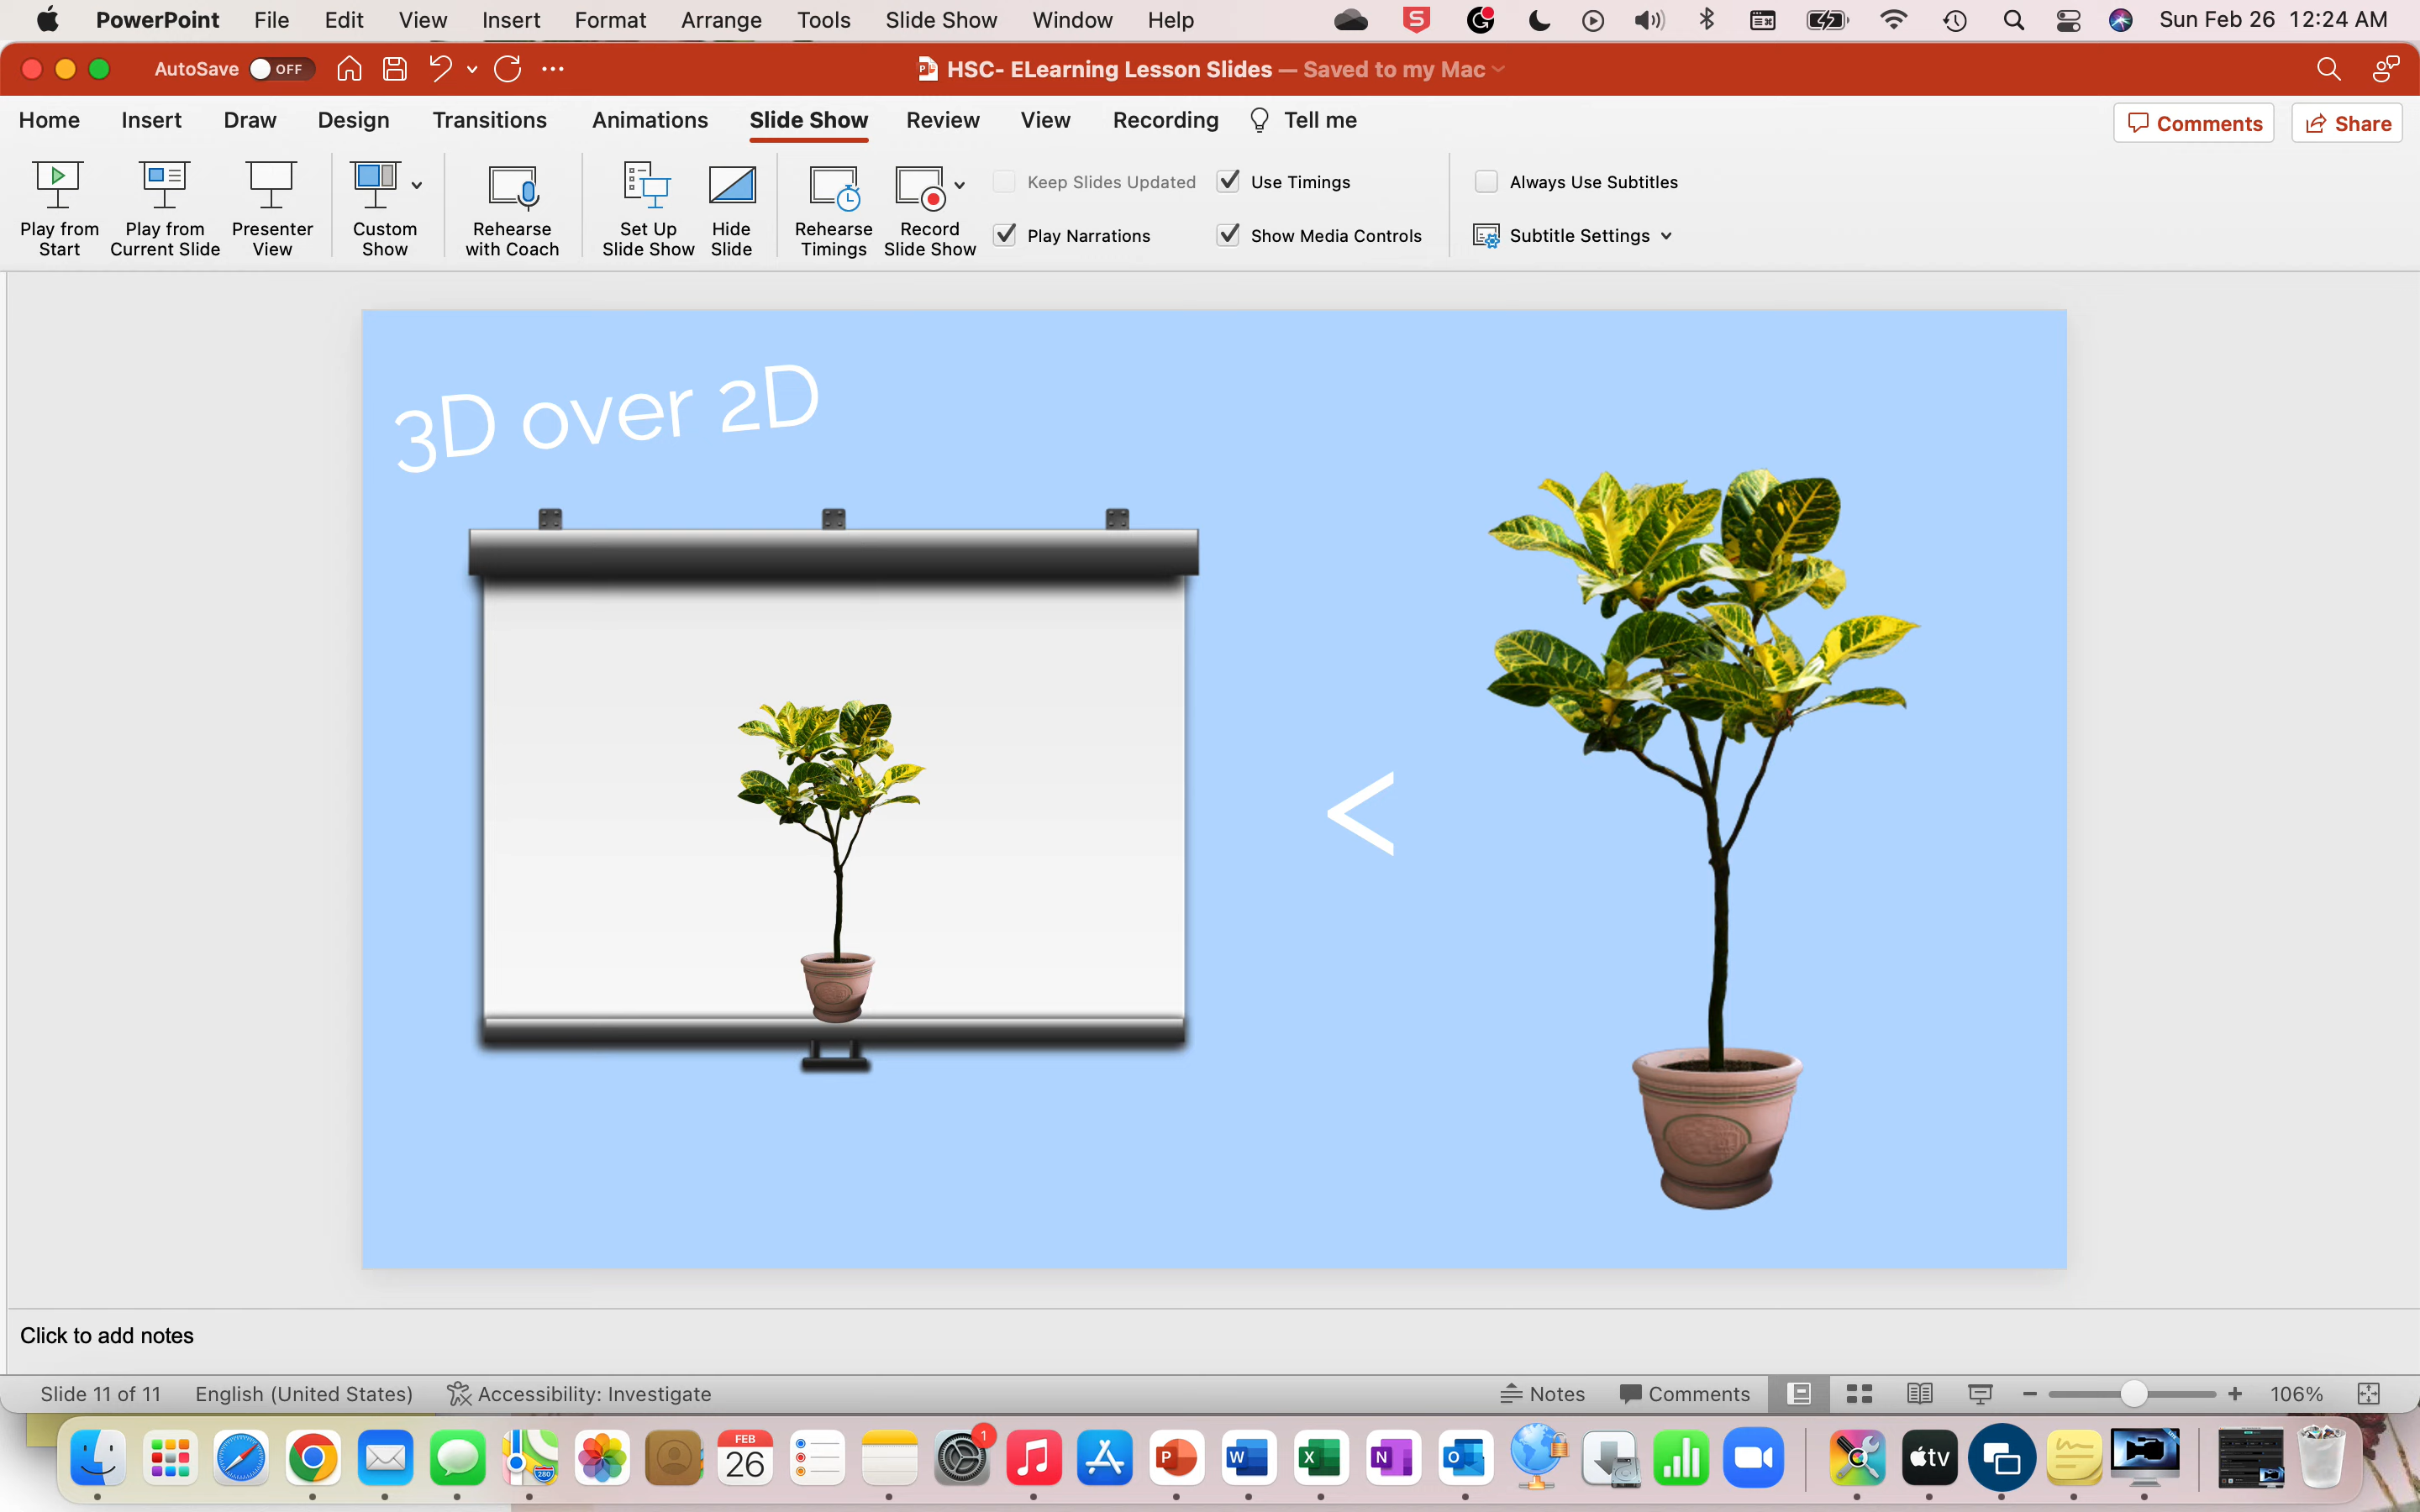 PowerPoint File Edit View Insert Format Arrange Tools Slide Show Window Help Sun Feb 26 12:24 AM
AutoSave OFF HSC- ELearning Lesson Slides — Saved to my Mac
Home Insert Draw Design Transitions Animations Slide Show Review View Recording Tell me Comments Share
Play from Start
Play from Current Slide
Presenter View
Custom Show
Rehearse with Coach
Set Up Slide Show
Hide Slide
Rehearse Timings
Record Slide Show
Keep Slides Updated
Play Narrations
Use Timings
Show Media Controls
Always Use Subtitles
Subtitle Settings
3D over 2D
<
Click to add notes
Slide 11 of 11 English (United States) Accessibility: Investigate Notes Comments 106%
FEB
26
280
1
P
W
X
N
O
tv